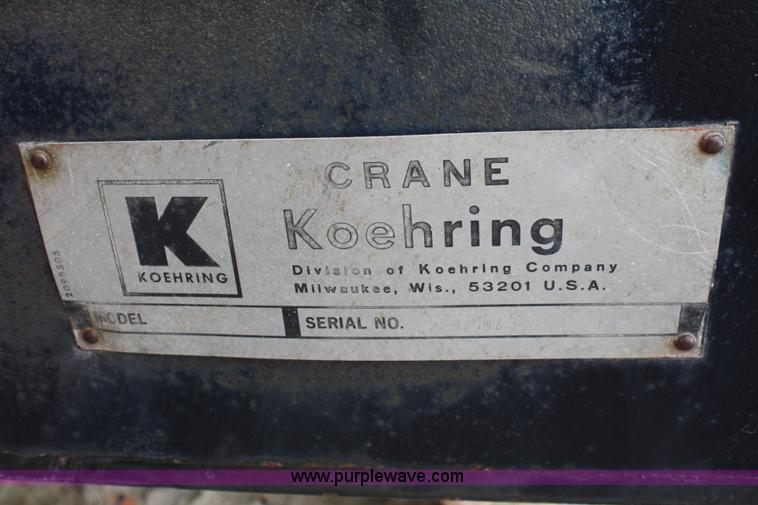 CRANE
Koehring
Division of Koehring Company
Milwaukee, Wis., 53201 U.S.A.
K
KOEHRING
MODEL
SERIAL NO.
www.purplewave.com